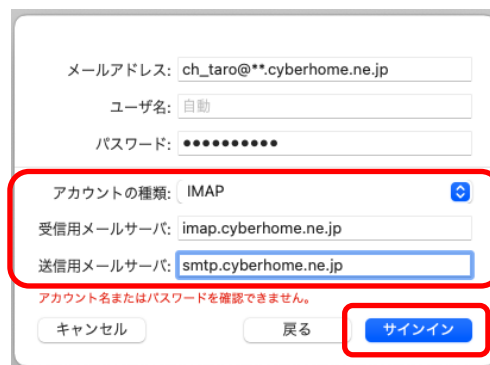 メールアドレス: ch_taro@**.cyberhome.ne.jp
ユーザ名: 自動
パスワード: ••••••••••
アカウントの種類: IMAP
受信用メールサーバ: imap.cyberhome.ne.jp
送信用メールサーバ: smtp.cyberhome.ne.jp
アカウント名またはパスワードを確認できません。
キャンセル 戻る サインイン